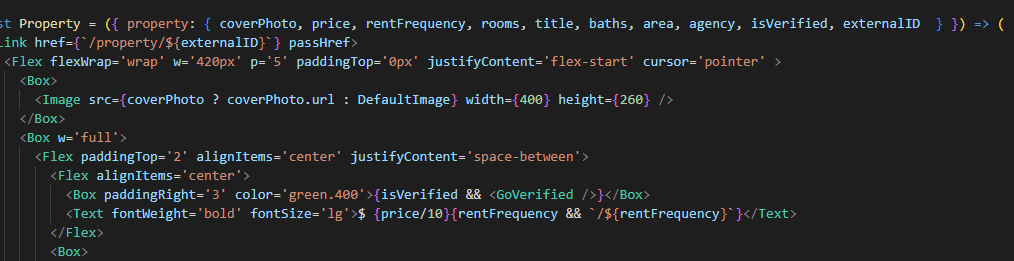 st Property = ({ property: { coverPhoto, price, rentFrequency, rooms, title, baths, area, agency, isVerified, externalID  } }) => (
Link href={`/property/${externalID}`} passHref>
<Flex flexWrap='wrap' w='420px' p='5' paddingTop='0px' justifyContent='flex-start' cursor='pointer' >
<Box>
<Image src={coverPhoto ? coverPhoto.url : DefaultImage} width={400} height={260} />
</Box>
<Box w='full'>
<Flex paddingTop='2' alignItems='center' justifyContent='space-between'>
<Flex alignItems='center'>
<Box paddingRight='3' color='green.400'>{isVerified && <GoVerified />}</Box>
<Text fontWeight='bold' fontSize='lg'>$ {price/10}{rentFrequency && `/${rentFrequency}`}</Text>
</Flex>
<Box>